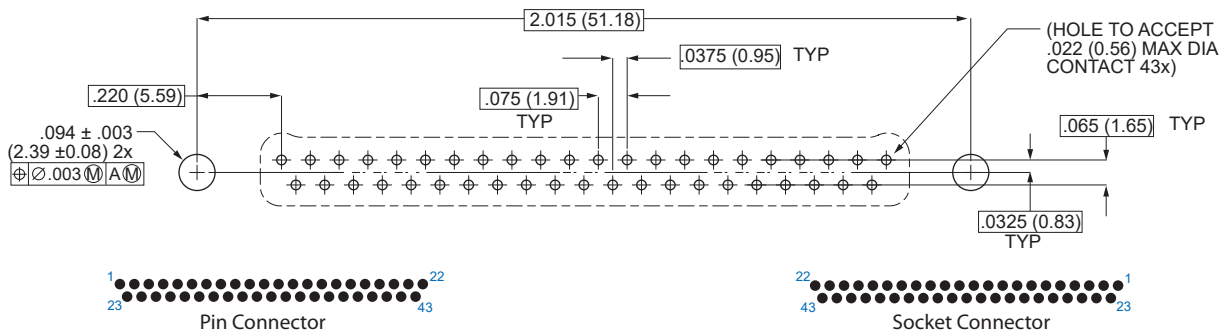 2.015 (51.18)
(HOLE TO ACCEPT
.022 (0.56) MAX DIA
CONTACT 43x)
.0375 (0.95) TYP
.220 (5.59)
.075 (1.91)
TYP
.065 (1.65) TYP
.094 ± .003
(2.39 ±0.08) 2x
⌖ ∅.003 Ⓜ A Ⓜ
.0325 (0.83)
TYP
1 22
23 43
Pin Connector
22 1
43 23
Socket Connector